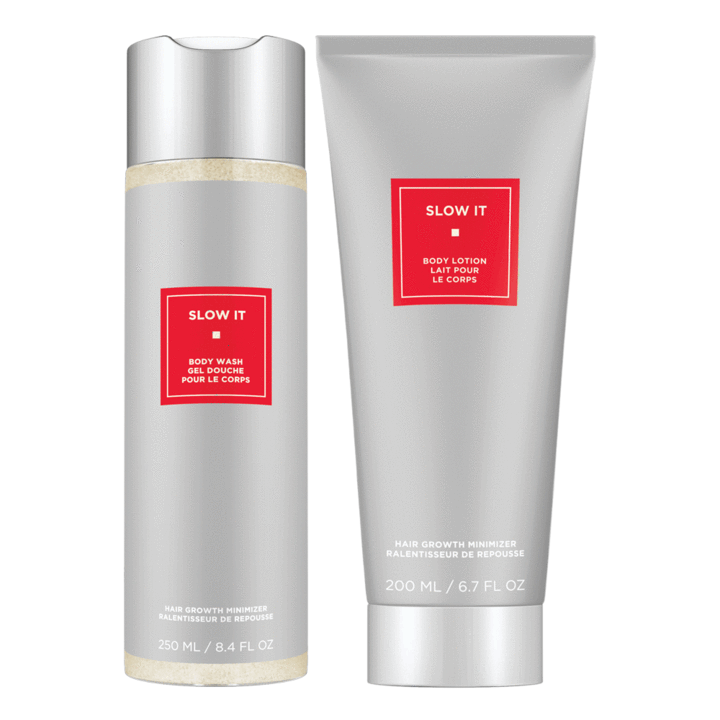 SLOW IT
BODY WASH
GEL DOUCHE
POUR LE CORPS
HAIR GROWTH MINIMIZER
RALENTISSEUR DE REPOUSSE
250 ML / 8.4 FL OZ
SLOW IT
BODY LOTION
LAIT POUR
LE CORPS
HAIR GROWTH MINIMIZER
RALENTISSEUR DE REPOUSSE
200 ML / 6.7 FL OZ